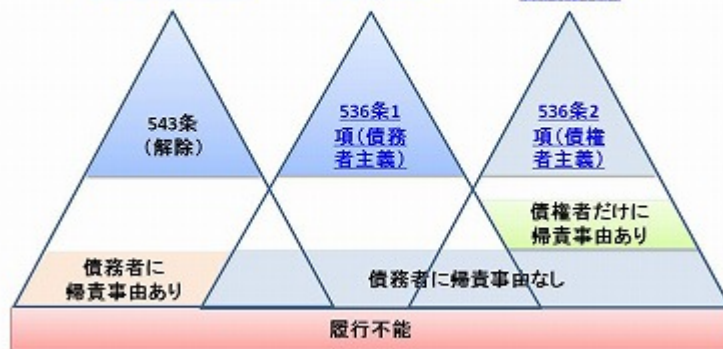 543条
(解除)
536条1
項(債務
者主義)
536条2
項(債権
者主義)
債権者だけに
帰責事由あり
債務者に
帰責事由あり
債務者に帰責事由なし
履行不能